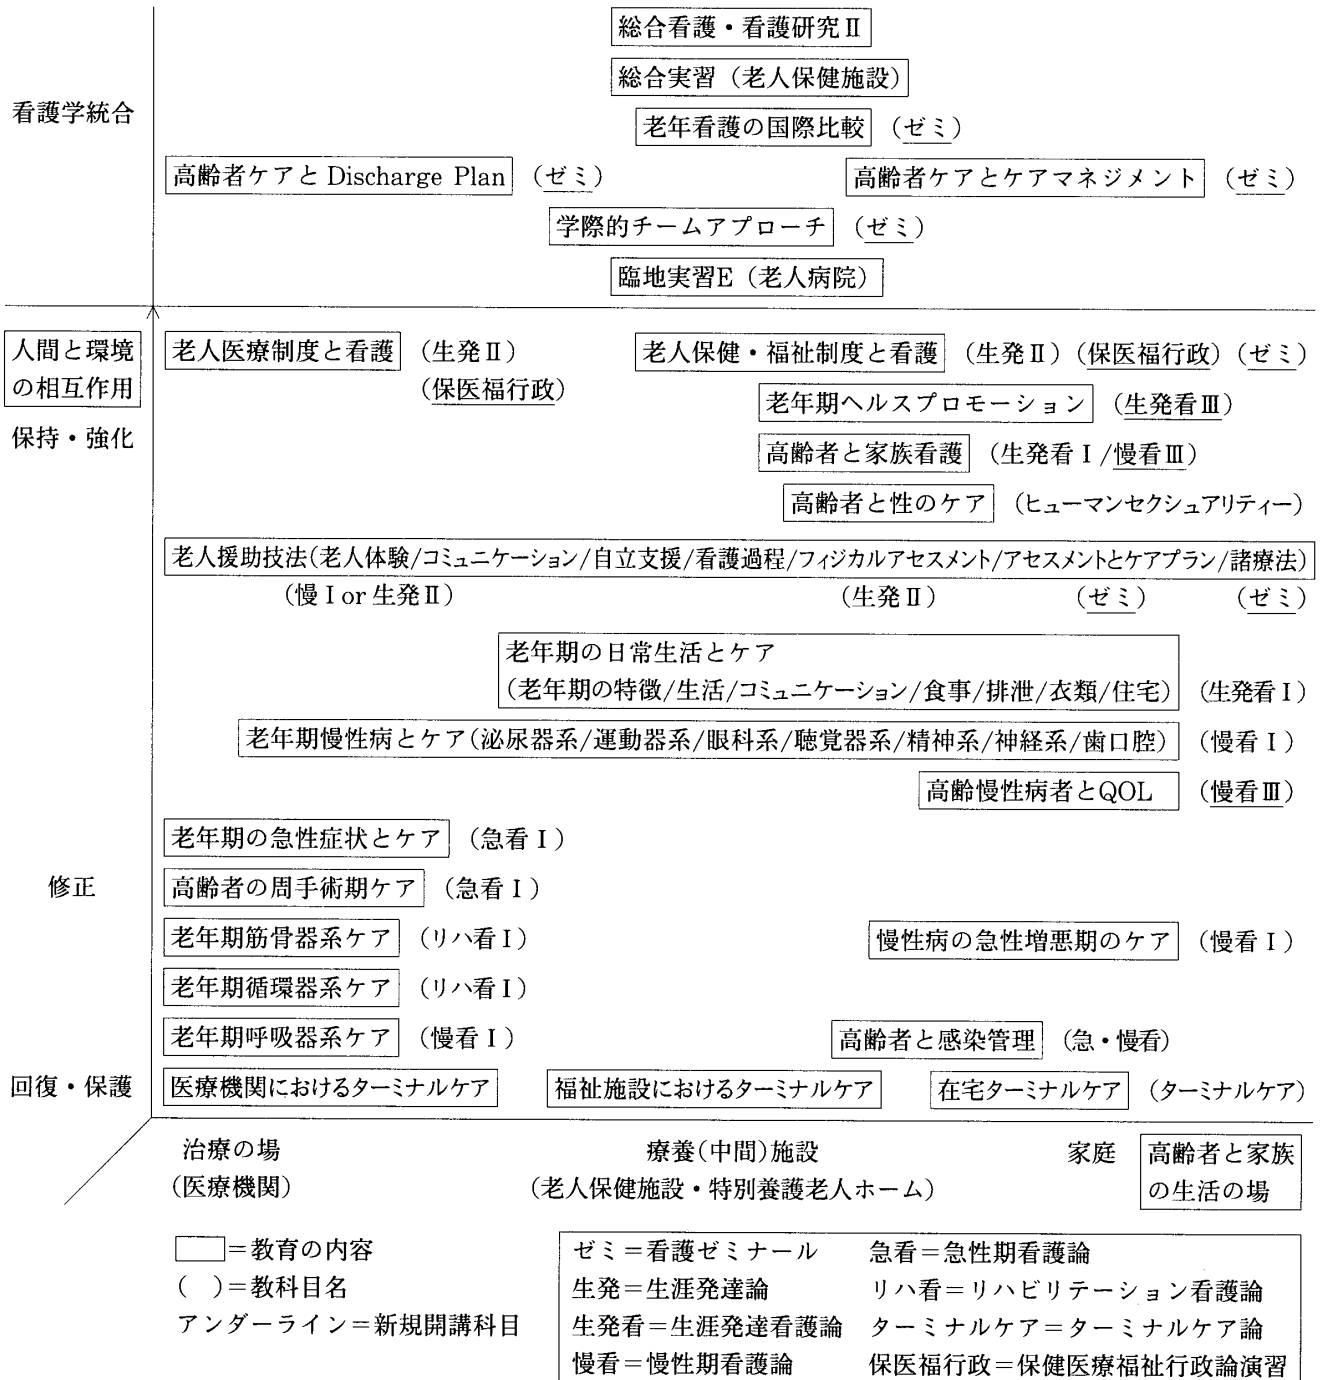 総合看護・看護研究Ⅱ
総合実習（老人保健施設）
看護学統合
老年看護の国際比較 （ゼミ）
高齢者ケアと Discharge Plan （ゼミ） 高齢者ケアとケアマネジメント （ゼミ）
学際的チームアプローチ （ゼミ）
臨地実習E（老人病院）
人間と環境 老人医療制度と看護 （生発Ⅱ） 老人保健・福祉制度と看護 （生発Ⅱ）（保医福行政）（ゼミ）
の相互作用 （保医福行政） 老年期ヘルスプロモーション （生発看Ⅲ）
保持・強化 高齢者と家族看護 （生発看Ⅰ/慢看Ⅲ）
高齢者と性のケア （ヒューマンセクシュアリティー）
老人援助技法(老人体験/コミュニケーション/自立支援/看護過程/フィジカルアセスメント/アセスメントとケアプラン/諸療法)
（慢Ⅰor 生発Ⅱ） （生発Ⅱ） （ゼミ） （ゼミ）
老年期の日常生活とケア
（老年期の特徴/生活/コミュニケーション/食事/排泄/衣類/住宅） （生発看Ⅰ）
老年期慢性病とケア(泌尿器系/運動器系/眼科系/聴覚器系/精神系/神経系/歯口腔) （慢看Ⅰ）
高齢慢性病者とQOL （慢看Ⅲ）
老年期の急性症状とケア （急看Ⅰ）
修正 高齢者の周手術期ケア （急看Ⅰ）
老年期筋骨器系ケア （リハ看Ⅰ） 慢性病の急性増悪期のケア （慢看Ⅰ）
老年期循環器系ケア （リハ看Ⅰ）
老年期呼吸器系ケア （慢看Ⅰ） 高齢者と感染管理 （急・慢看）
回復・保護 医療機関におけるターミナルケア 福祉施設におけるターミナルケア 在宅ターミナルケア （ターミナルケア）
治療の場 療養(中間)施設 家庭 高齢者と家族
（医療機関） （老人保健施設・特別養護老人ホーム） の生活の場
＝教育の内容
（ ）＝教科目名
アンダーライン＝新規開講科目
ゼミ＝看護ゼミナール 急看＝急性期看護論
生発＝生涯発達論 リハ看＝リハビリテーション看護論
生発看＝生涯発達看護論 ターミナルケア＝ターミナルケア論
慢看＝慢性期看護論 保医福行政＝保健医療福祉行政論演習